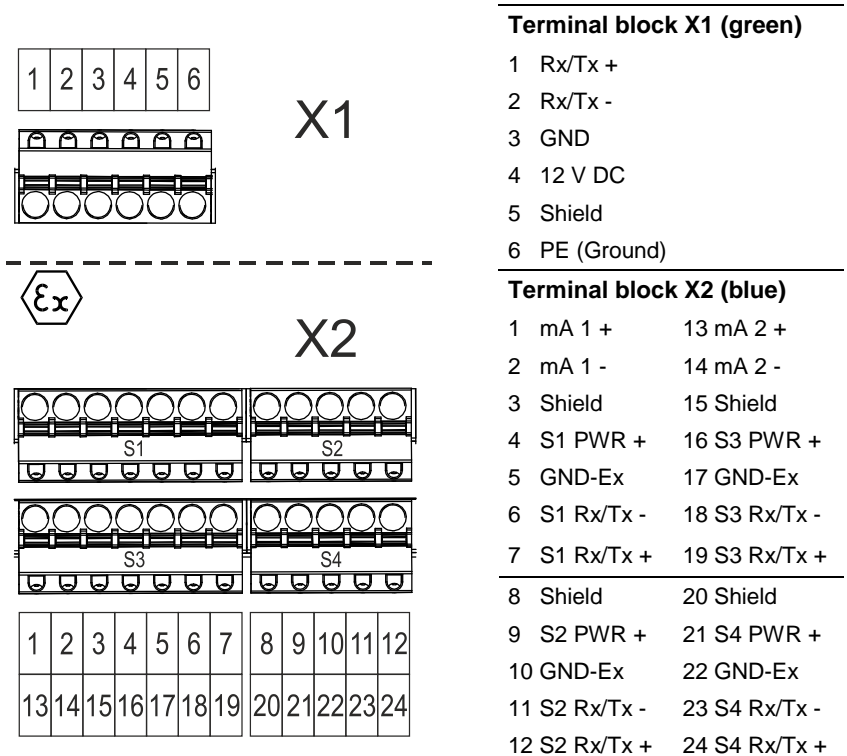 1 2 3 4 5 6
X1
εx
X2
S1 S2
S3 S4
1 2 3 4 5 6 7 8 9 10 11 12
13 14 15 16 17 18 19 20 21 22 23 24
Terminal block X1 (green)
1 Rx/Tx +
2 Rx/Tx -
3 GND
4 12 V DC
5 Shield
6 PE (Ground)
Terminal block X2 (blue)
1 mA 1 + 13 mA 2 +
2 mA 1 - 14 mA 2 -
3 Shield 15 Shield
4 S1 PWR + 16 S3 PWR +
5 GND-Ex 17 GND-Ex
6 S1 Rx/Tx - 18 S3 Rx/Tx -
7 S1 Rx/Tx + 19 S3 Rx/Tx +
8 Shield 20 Shield
9 S2 PWR + 21 S4 PWR +
10 GND-Ex 22 GND-Ex
11 S2 Rx/Tx - 23 S4 Rx/Tx -
12 S2 Rx/Tx + 24 S4 Rx/Tx +